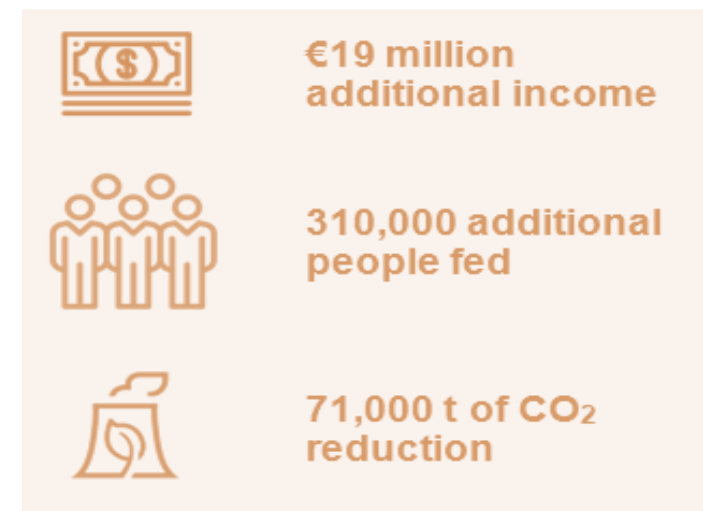 $
€19 million
additional income
310,000 additional
people fed
71,000 t of CO₂
reduction